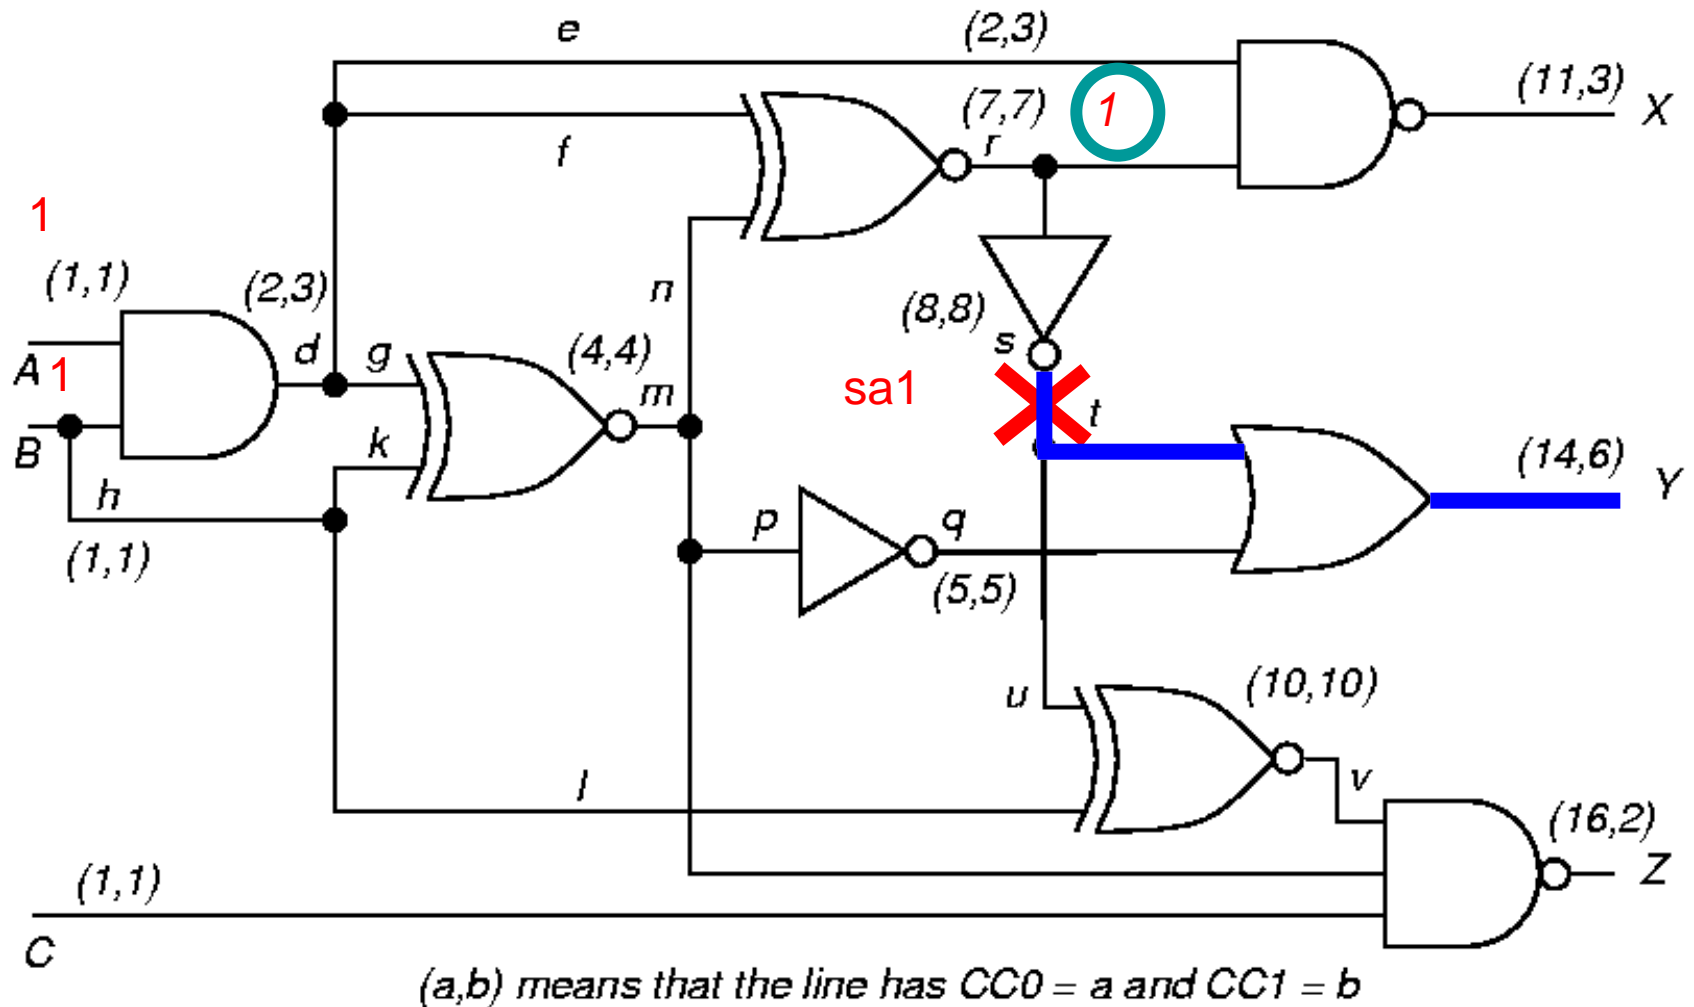 e
(2,3)
(7,7)
1
(11,3)
X
f
r
1
(1,1)
(2,3)
n
(8,8)
d
g
(4,4)
s
A
1
m
sa1
t
B
k
(14,6)
Y
h
p
q
(1,1)
(5,5)
u
(10,10)
l
v
(16,2)
(1,1)
Z
C
(a,b) means that the line has CC0 = a and CC1 = b